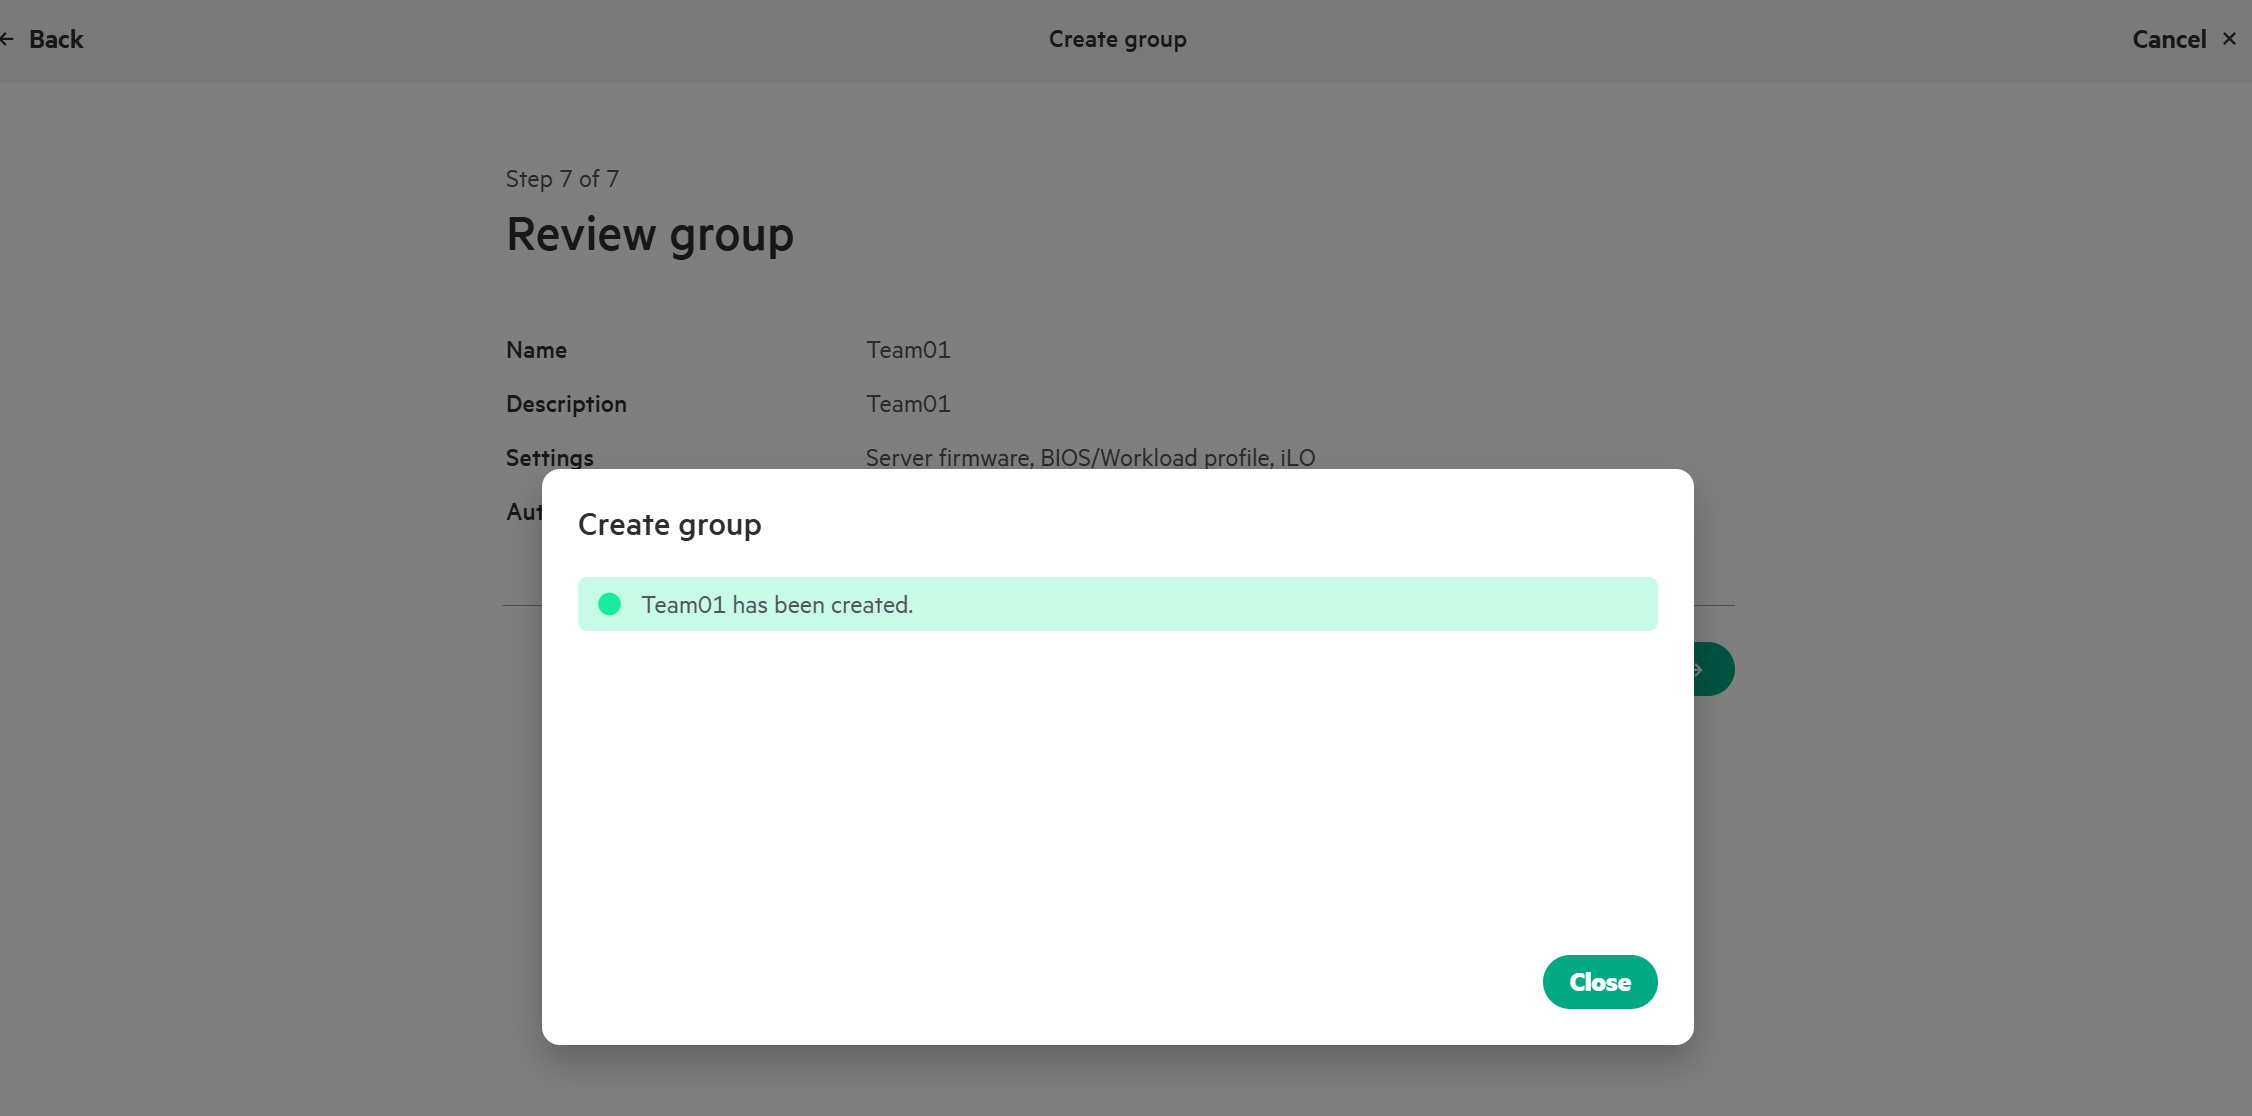 Back
Create group
Cancel
Step 7 of 7
Review group
Name Team01
Description Team01
Settings Server firmware, BIOS/Workload profile, iLO
Create group
Team01 has been created.
Close